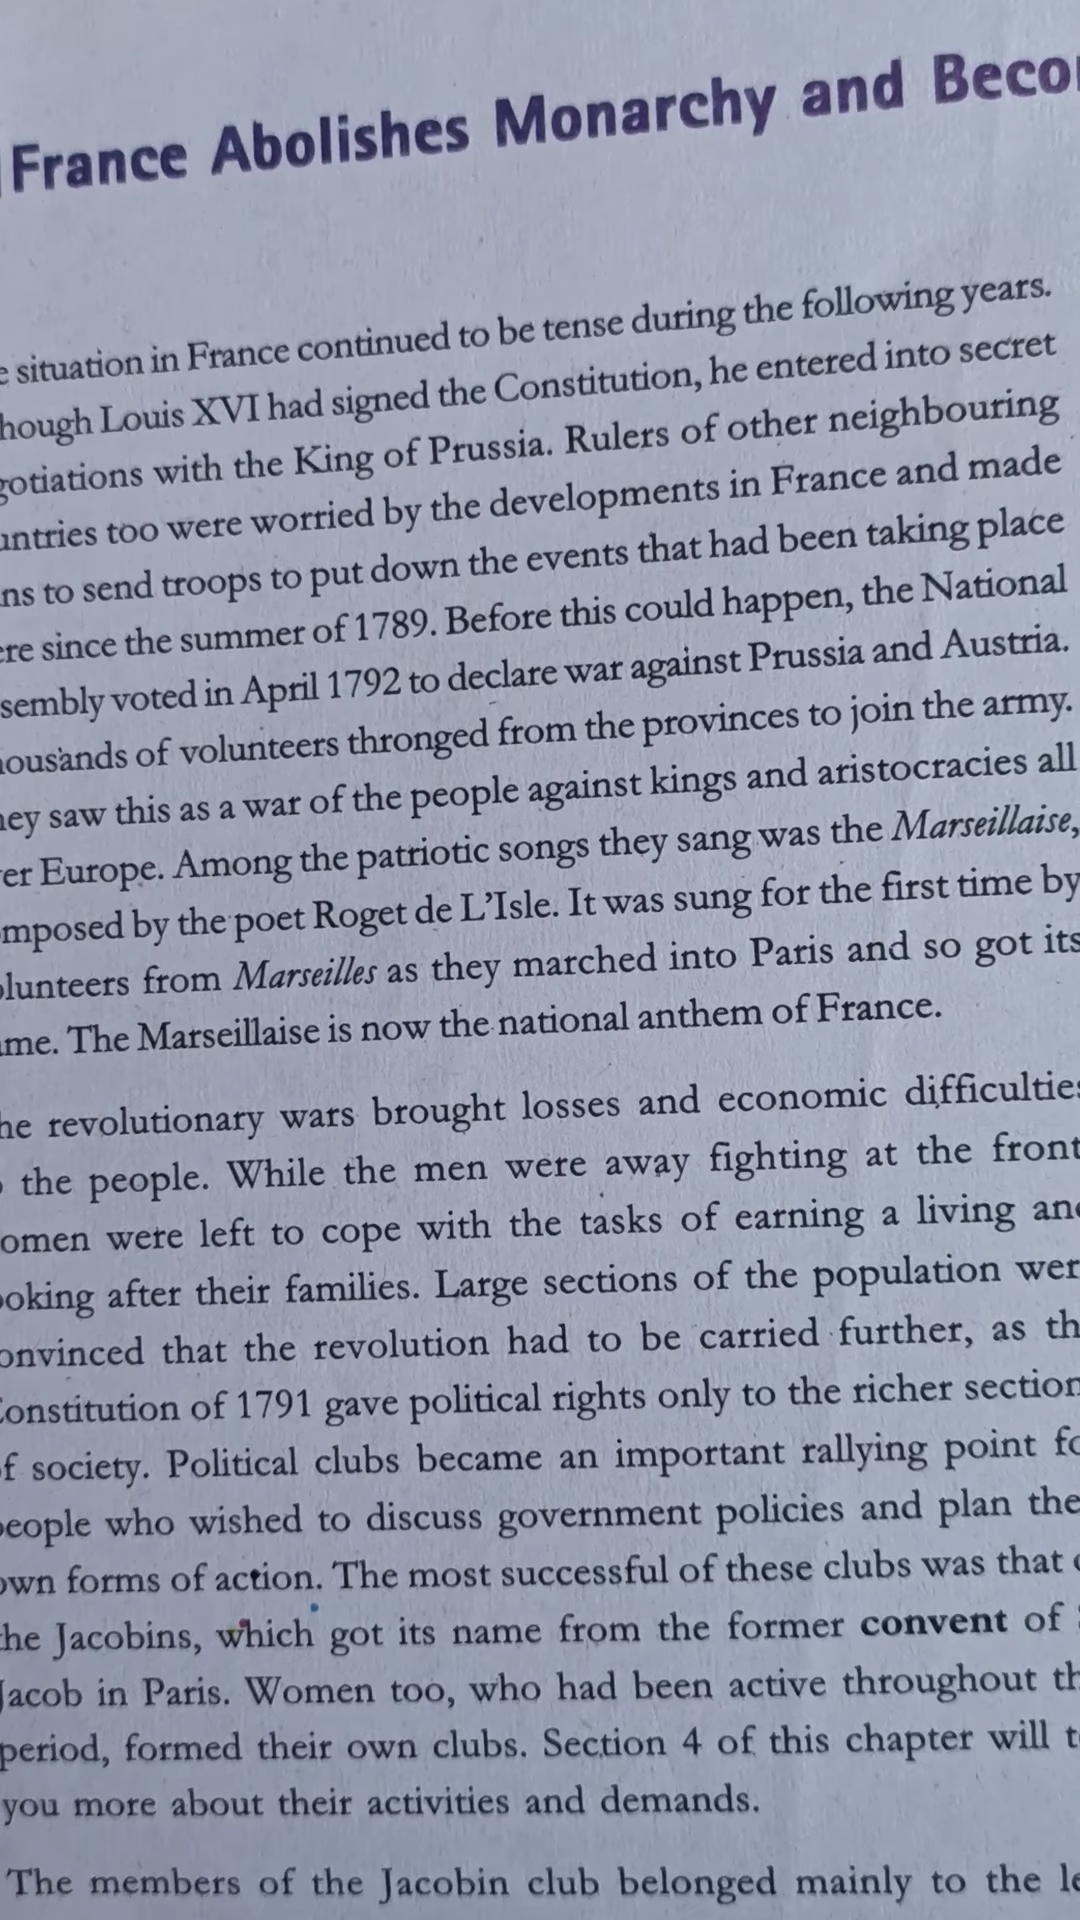 France Abolishes Monarchy and Beco
e situation in France continued to be tense during the following years.
hough Louis XVI had signed the Constitution, he entered into secret
gotiations with the King of Prussia. Rulers of other neighbouring
untries too were worried by the developments in France and made
ns to send troops to put down the events that had been taking place
ere since the summer of 1789. Before this could happen, the National
sembly voted in April 1792 to declare war against Prussia and Austria.
housands of volunteers thronged from the provinces to join the army.
hey saw this as a war of the people against kings and aristocracies all
er Europe. Among the patriotic songs they sang was the Marseillaise,
mposed by the poet Roget de L'Isle. It was sung for the first time by
olunteers from Marseilles as they marched into Paris and so got its
ame. The Marseillaise is now the national anthem of France.
he revolutionary wars brought losses and economic difficulties
o the people. While the men were away fighting at the front
omen were left to cope with the tasks of earning a living and
ooking after their families. Large sections of the population wer
onvinced that the revolution had to be carried further, as th
Constitution of 1791 gave political rights only to the richer section
of society. Political clubs became an important rallying point fo
people who wished to discuss government policies and plan the
own forms of action. The most successful of these clubs was that o
the Jacobins, which got its name from the former convent of
Jacob in Paris. Women too, who had been active throughout th
period, formed their own clubs. Section 4 of this chapter will t
you more about their activities and demands.
The members of the Jacobin club belonged mainly to the le